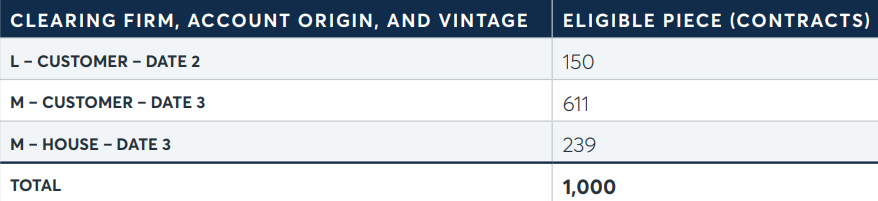 CLEARING FIRM, ACCOUNT ORIGIN, AND VINTAGE ELIGIBLE PIECE (CONTRACTS)
L – CUSTOMER – DATE 2 150
M – CUSTOMER – DATE 3 611
M – HOUSE – DATE 3 239
TOTAL 1,000